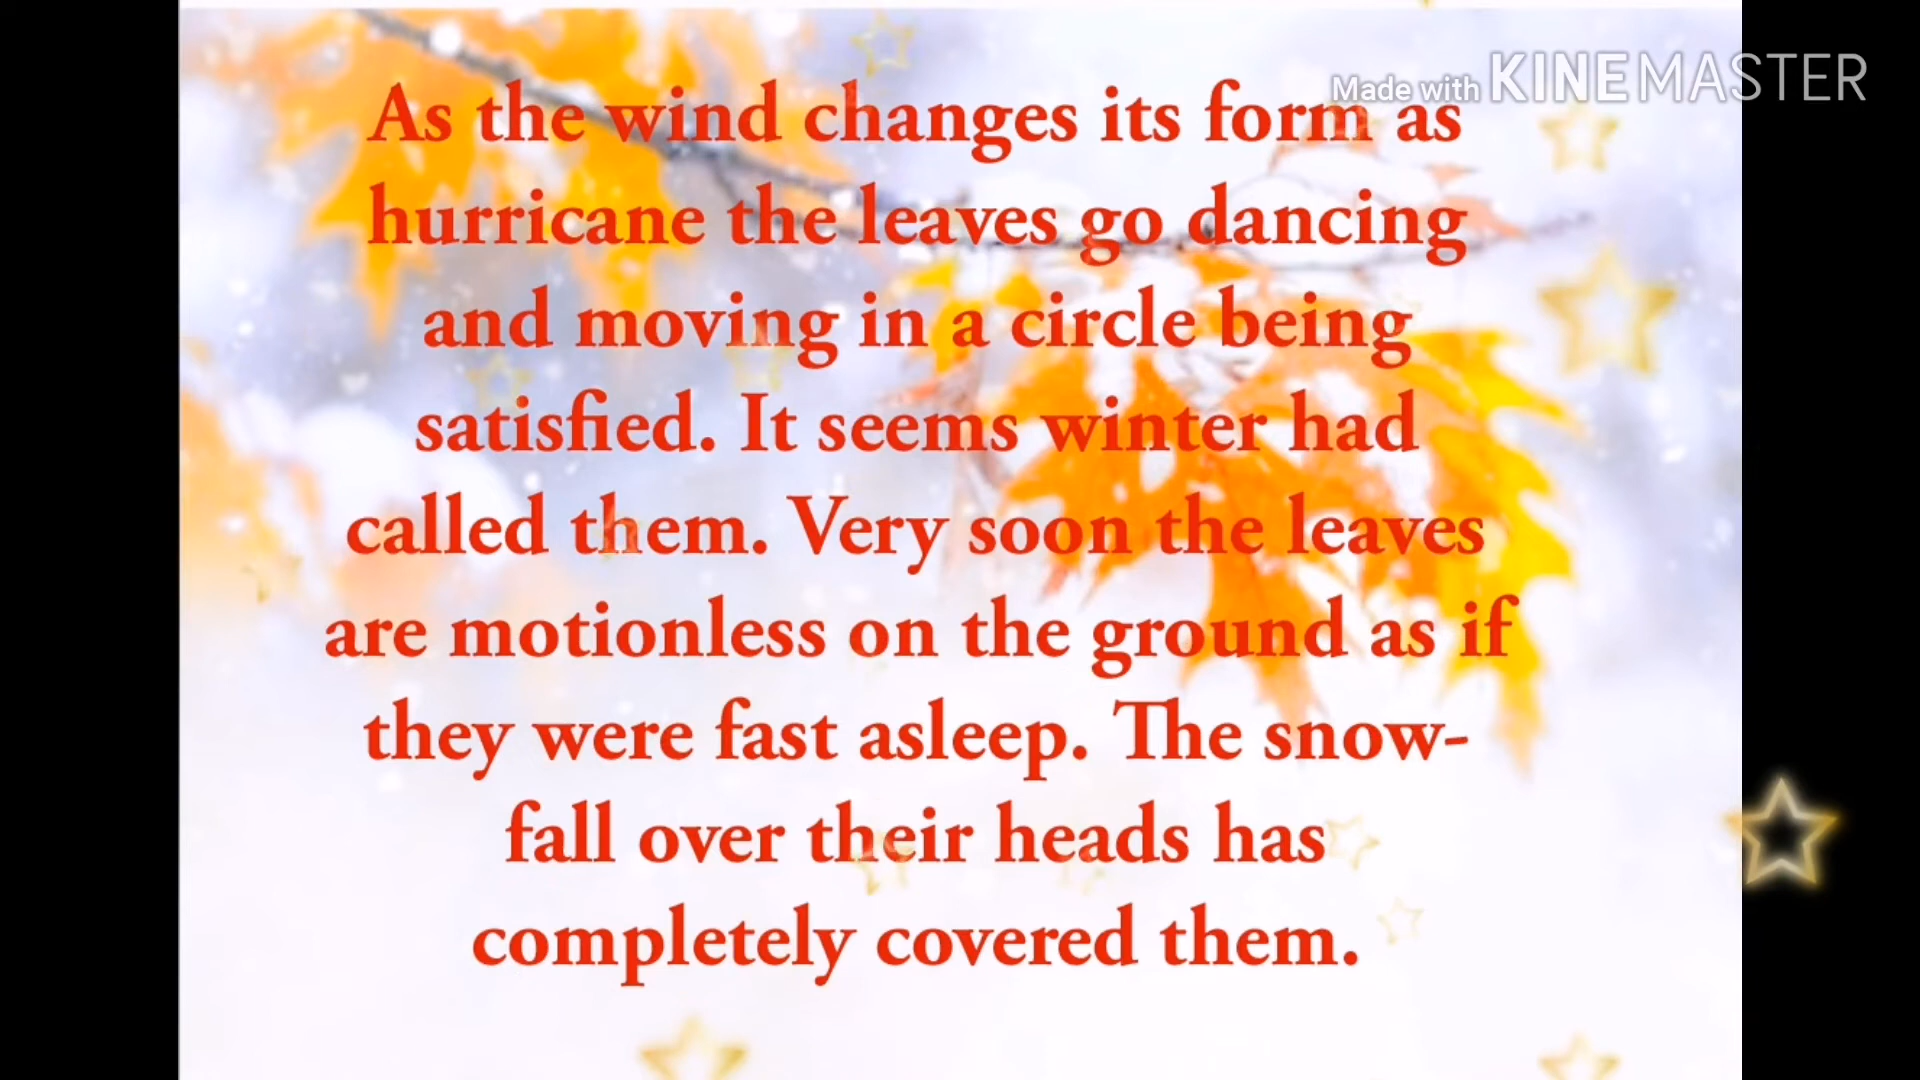 Made with KINEMASTER
As the wind changes its form as
hurricane the leaves go dancing
and moving in a circle being
satisfied. It seems winter had
called them. Very soon the leaves
are motionless on the ground as if
they were fast asleep. The snow-
fall over their heads has
completely covered them.